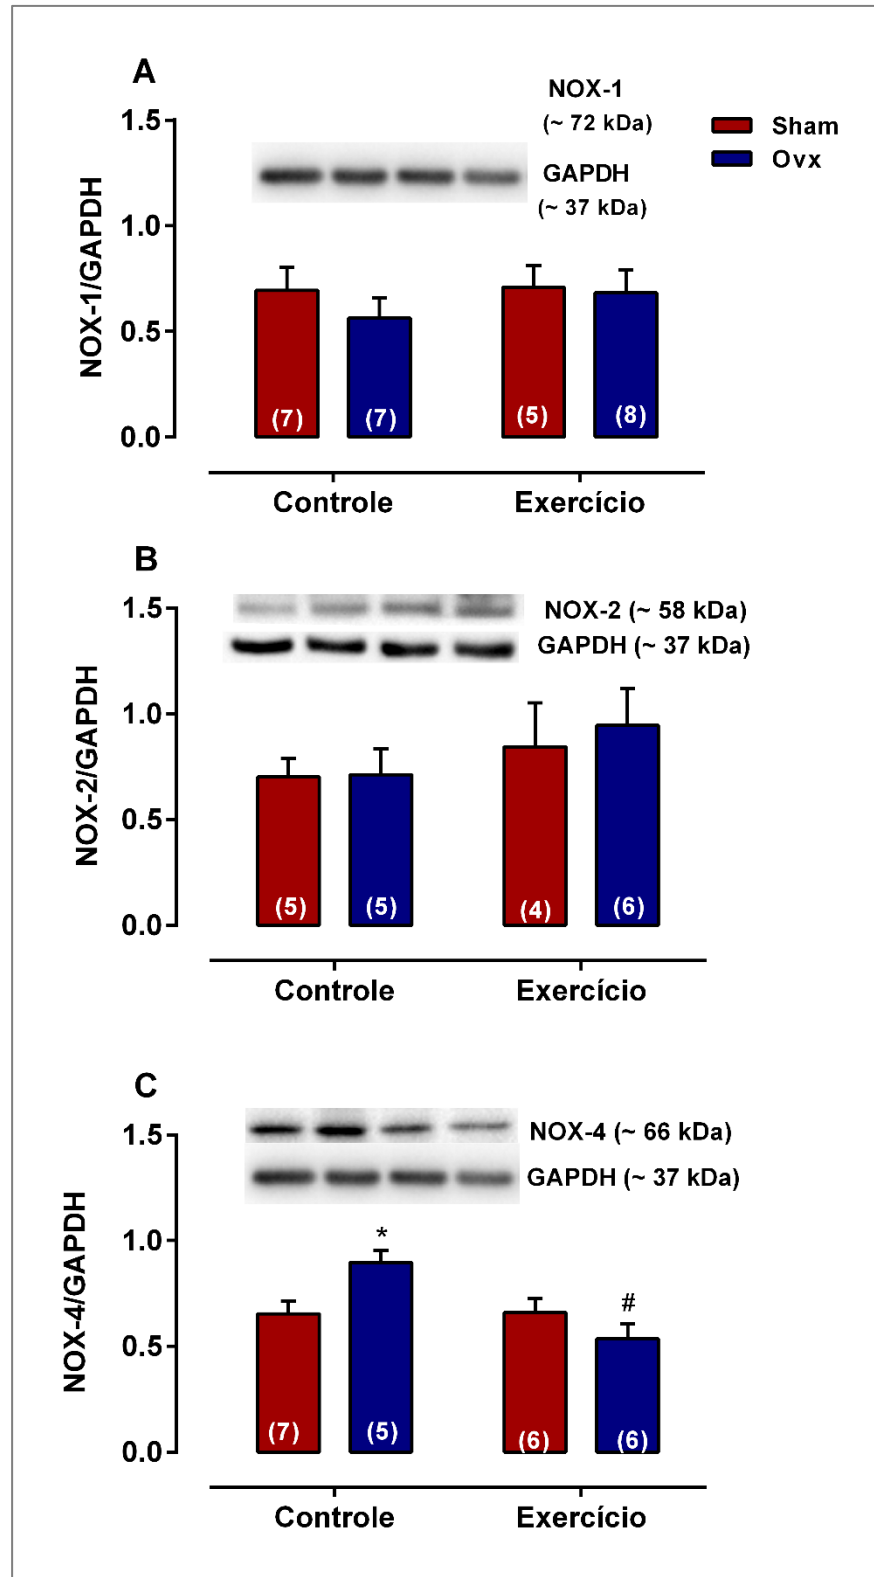 A
NOX-1
(~ 72 kDa)
GAPDH
(~ 37 kDa)
Sham
Ovx
NOX-1/GAPDH
1.5
1.0
0.5
0.0
(7)
(7)
(5)
(8)
Controle
Exercício
B
NOX-2 (~ 58 kDa)
GAPDH (~ 37 kDa)
NOX-2/GAPDH
1.5
1.0
0.5
0.0
(5)
(5)
(4)
(6)
Controle
Exercício
C
NOX-4 (~ 66 kDa)
GAPDH (~ 37 kDa)
NOX-4/GAPDH
1.5
1.0
0.5
0.0
*
#
(7)
(5)
(6)
(6)
Controle
Exercício